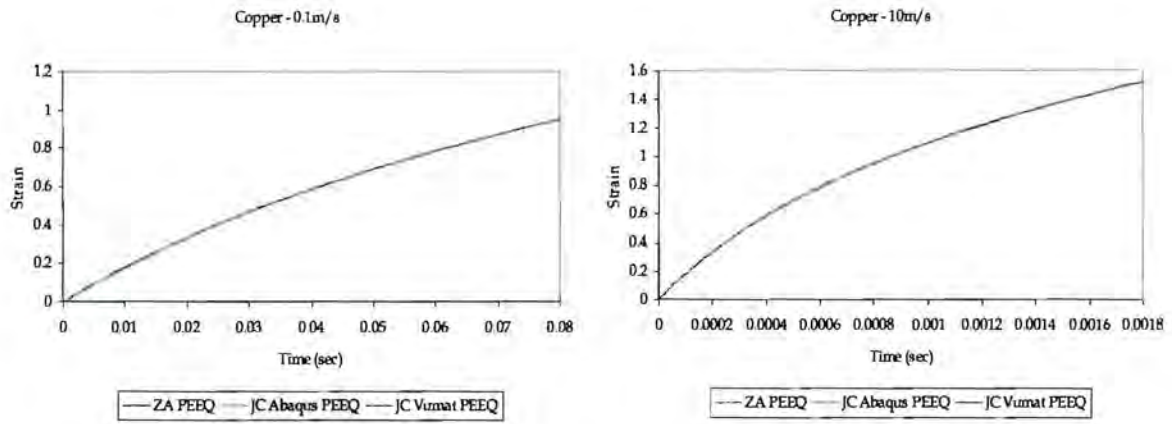 Copper - 0.1m/s
1.2
1
0.8
0.6
0.4
0.2
0
Strain
0 0.01 0.02 0.03 0.04 0.05 0.06 0.07 0.08
Time (sec)
ZA PEEQ JC Abaqus PEEQ JC Vumat PEEQ
Copper - 10m/s
1.6
1.4
1.2
1
0.8
0.6
0.4
0.2
0
Strain
0 0.0002 0.0004 0.0006 0.0008 0.001 0.0012 0.0014 0.0016 0.0018
Time (sec)
ZA PEEQ JC Abaqus PEEQ JC Vumat PEEQ